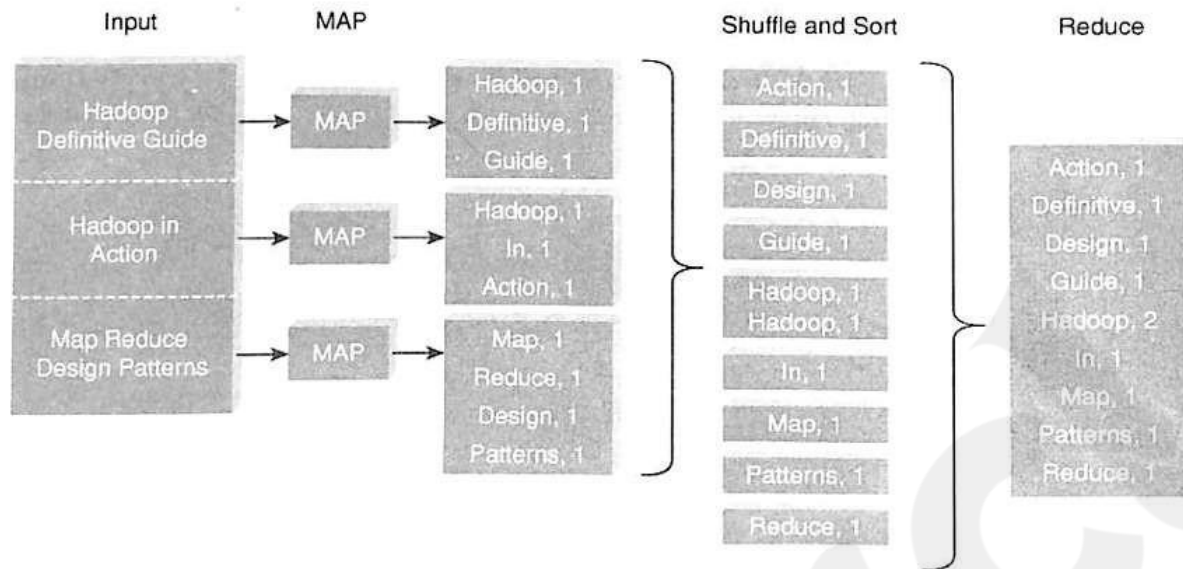 Input
MAP
Shuffle and Sort
Reduce
Hadoop
Definitive Guide
Hadoop in
Action
Map Reduce
Design Patterns
MAP
MAP
MAP
Hadoop, 1
Definitive, 1
Guide, 1
Hadoop, 1
In, 1
Action, 1
Map, 1
Reduce, 1
Design, 1
Patterns, 1
Action, 1
Definitive, 1
Design, 1
Guide, 1
Hadoop, 1
Hadoop, 1
In, 1
Map, 1
Patterns, 1
Reduce, 1
Action, 1
Definitive, 1
Design, 1
Guide, 1
Hadoop, 2
In, 1
Map, 1
Patterns, 1
Reduce, 1